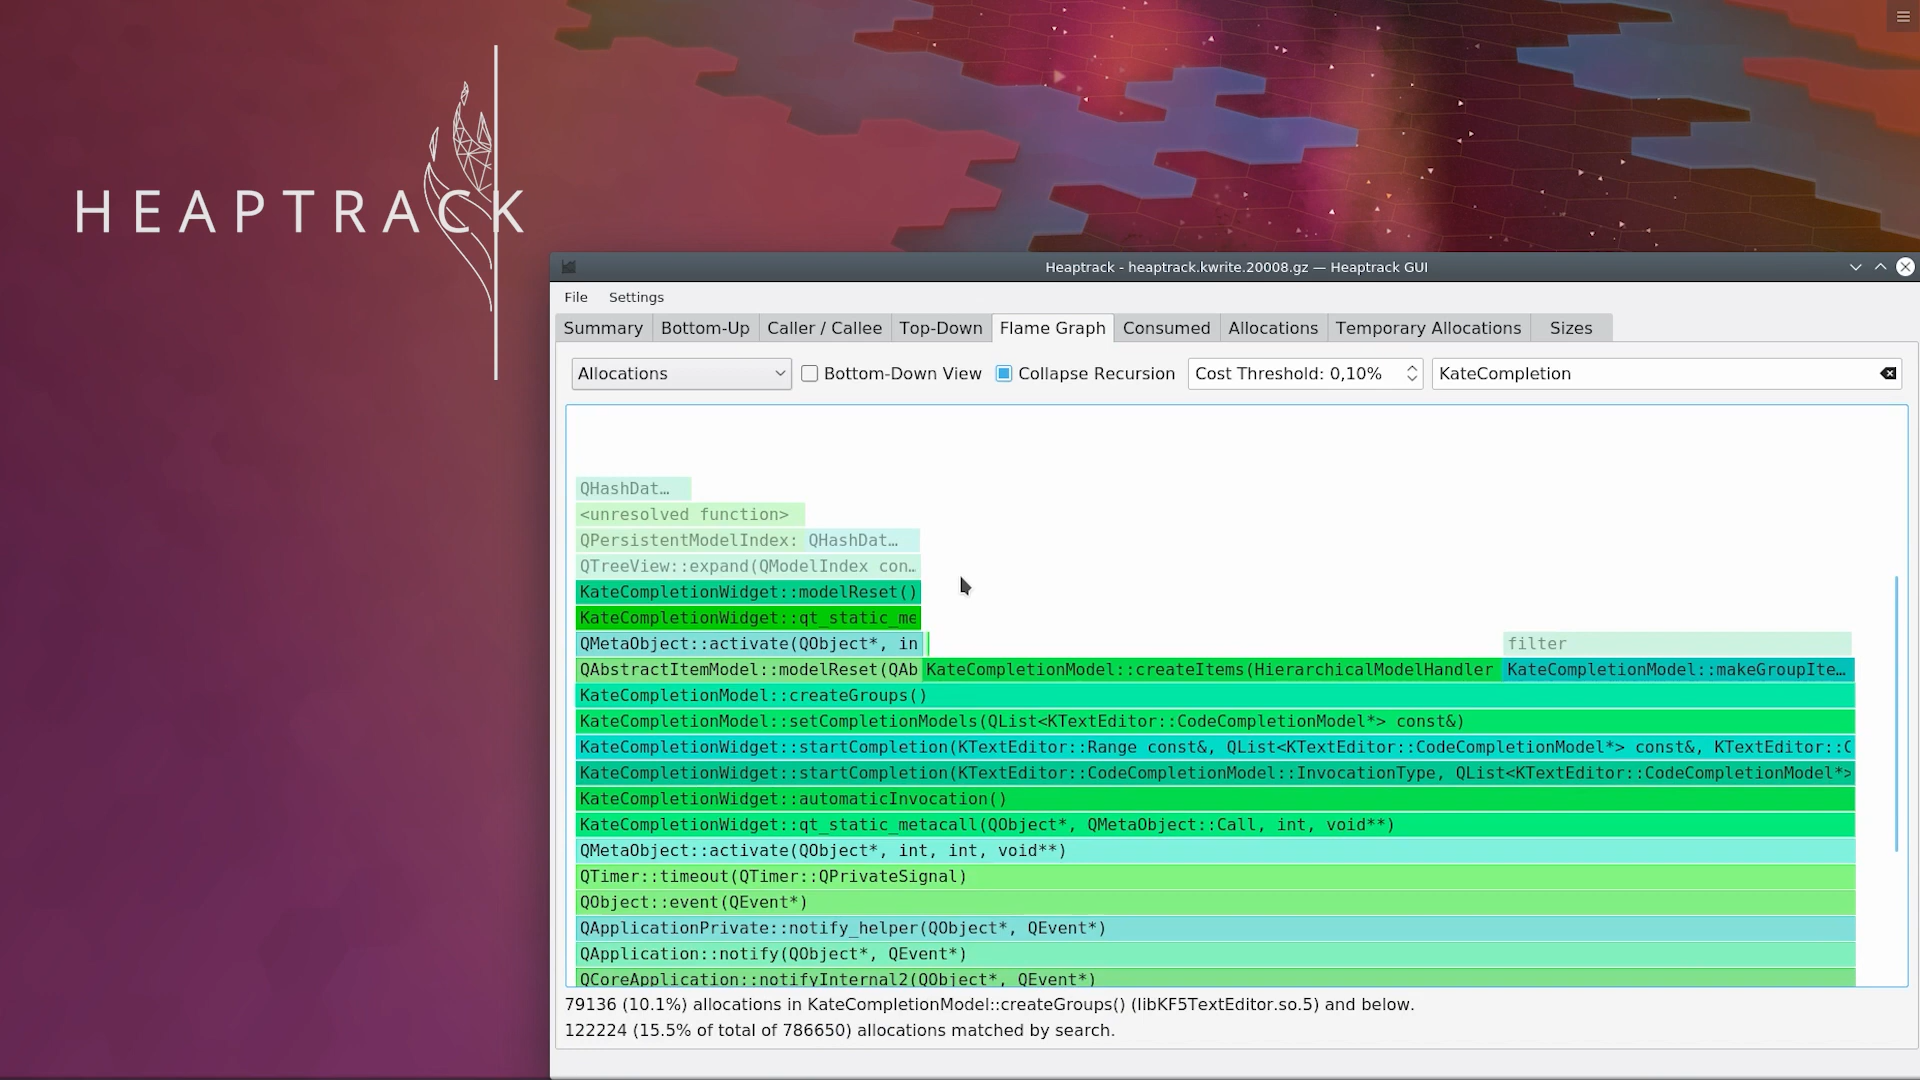 HEAPTRACK
Heaptrack - heaptrack.kwrite.20008.gz — Heaptrack GUI
File Settings
Summary Bottom-Up Caller / Callee Top-Down Flame Graph Consumed Allocations Temporary Allocations Sizes
Allocations Bottom-Down View Collapse Recursion Cost Threshold: 0,10% KateCompletion
QHashDat…
<unresolved function>
QPersistentModelIndex: QHashDat…
QTreeView::expand(QModelIndex con…
KateCompletionWidget::modelReset()
KateCompletionWidget::qt_static_me
QMetaObject::activate(QObject*, in filter
QAbstractItemModel::modelReset(QAb KateCompletionModel::createItems(HierarchicalModelHandler KateCompletionModel::makeGroupIte…
KateCompletionModel::createGroups()
KateCompletionModel::setCompletionModels(QList<KTextEditor::CodeCompletionModel*> const&)
KateCompletionWidget::startCompletion(KTextEditor::Range const&, QList<KTextEditor::CodeCompletionModel*> const&, KTextEditor::C
KateCompletionWidget::startCompletion(KTextEditor::CodeCompletionModel::InvocationType, QList<KTextEditor::CodeCompletionModel*>
KateCompletionWidget::automaticInvocation()
KateCompletionWidget::qt_static_metacall(QObject*, QMetaObject::Call, int, void**)
QMetaObject::activate(QObject*, int, int, void**)
QTimer::timeout(QTimer::QPrivateSignal)
QObject::event(QEvent*)
QApplicationPrivate::notify_helper(QObject*, QEvent*)
QApplication::notify(QObject*, QEvent*)
QCoreApplication::notifyInternal2(QObject*, QEvent*)
79136 (10.1%) allocations in KateCompletionModel::createGroups() (libKF5TextEditor.so.5) and below.
122224 (15.5% of total of 786650) allocations matched by search.